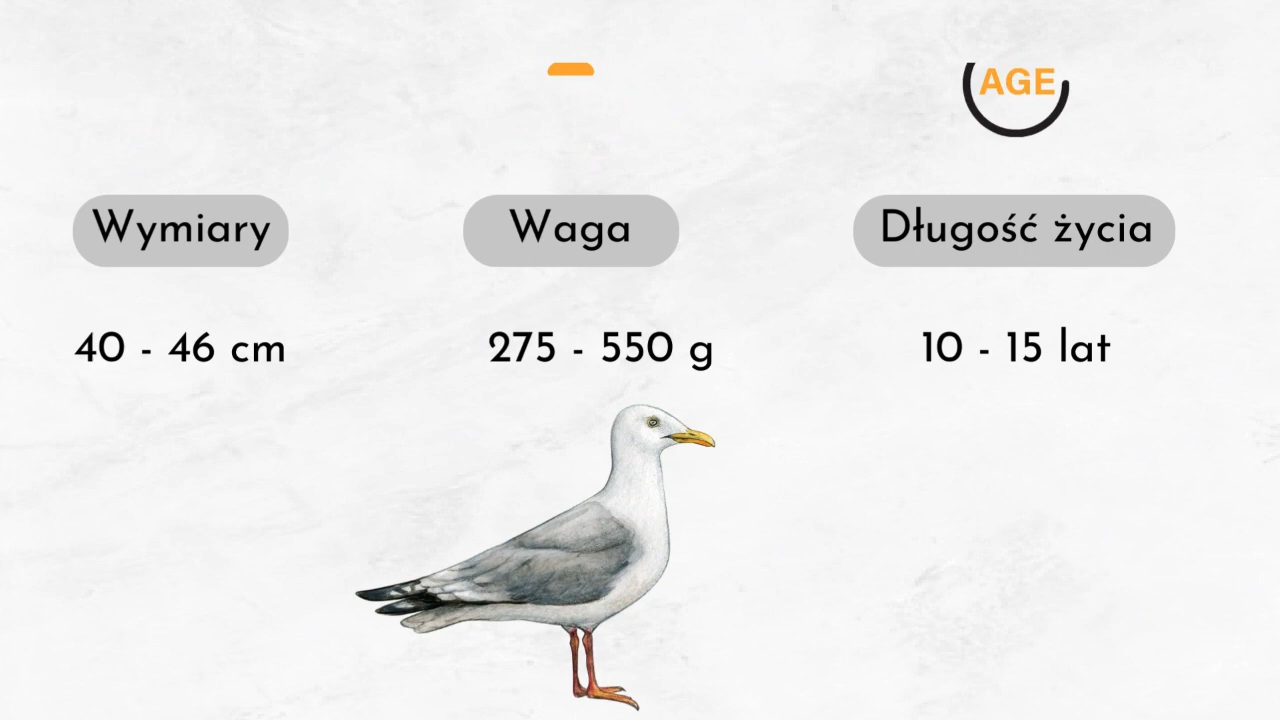 AGE
Wymiary
Waga
Długość życia
40 - 46 cm
275 - 550 g
10 - 15 lat